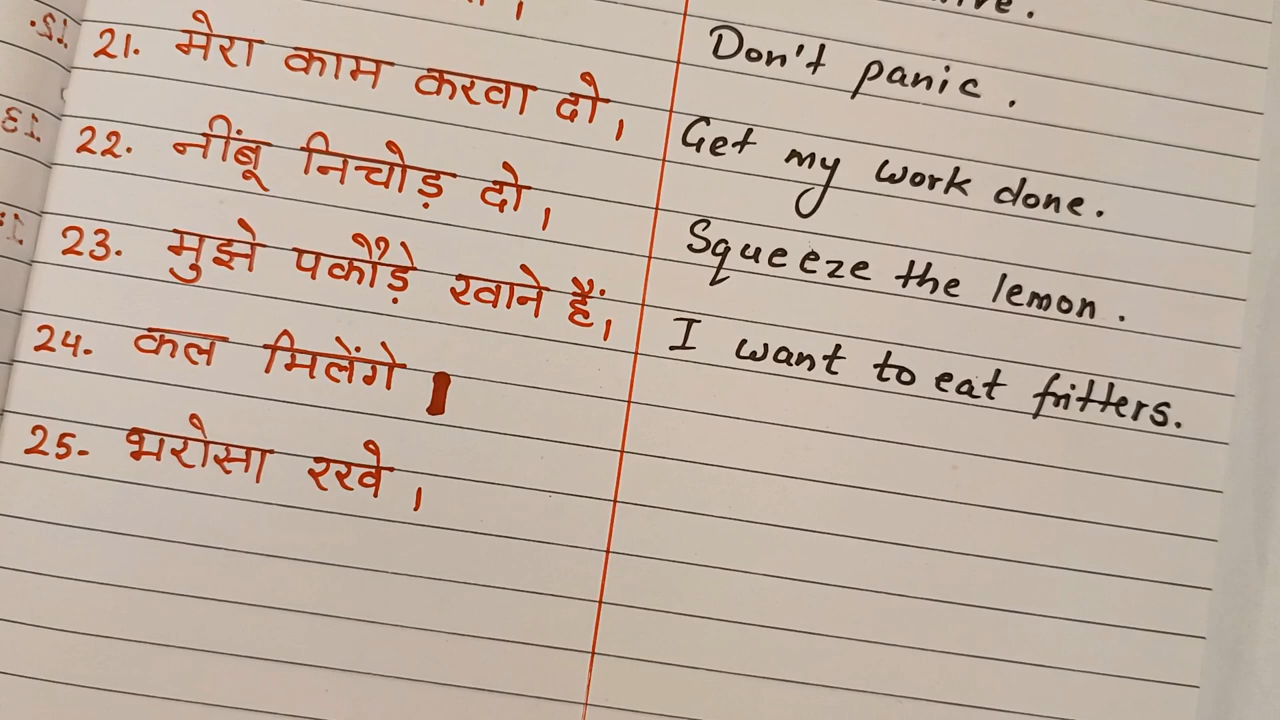 21. मेरा काम करवा दो। Don't panic.
22. नींबू निचोड़ दो। Get my work done.
23. मुझे पकौड़े खाने हैं। Squeeze the lemon.
24. कल मिलेंगे। I want to eat fritters.
25. भरोसा रखे।